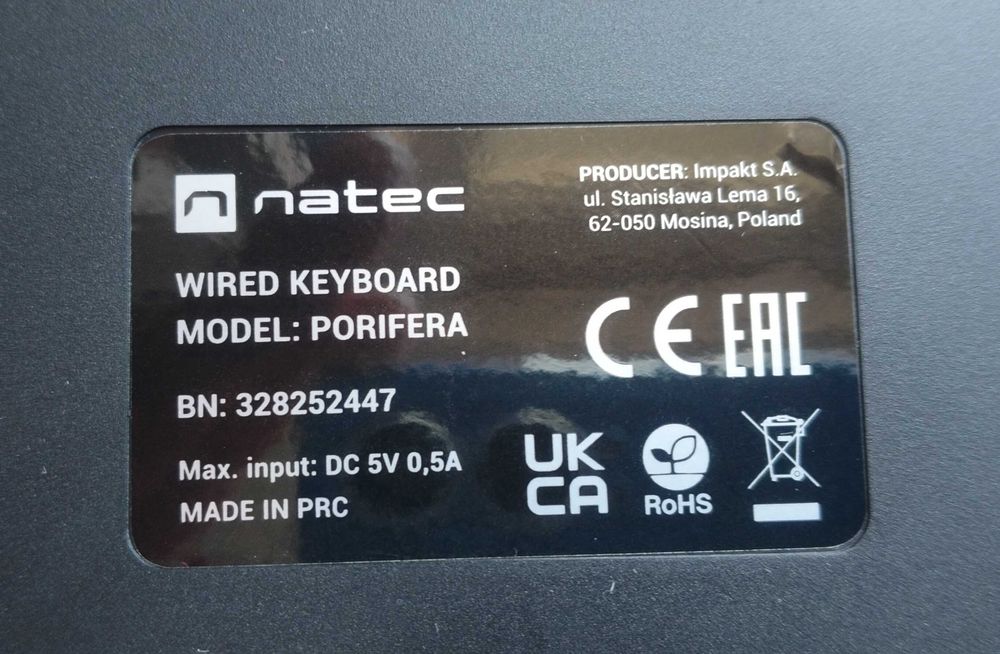 natec
PRODUCER: Impakt S.A.
ul. Stanisława Lema 16,
62-050 Mosina, Poland
WIRED KEYBOARD
MODEL: PORIFERA
CE EAC
BN: 328252447
Max. input: DC 5V 0,5A
MADE IN PRC
UK
CA
RoHS